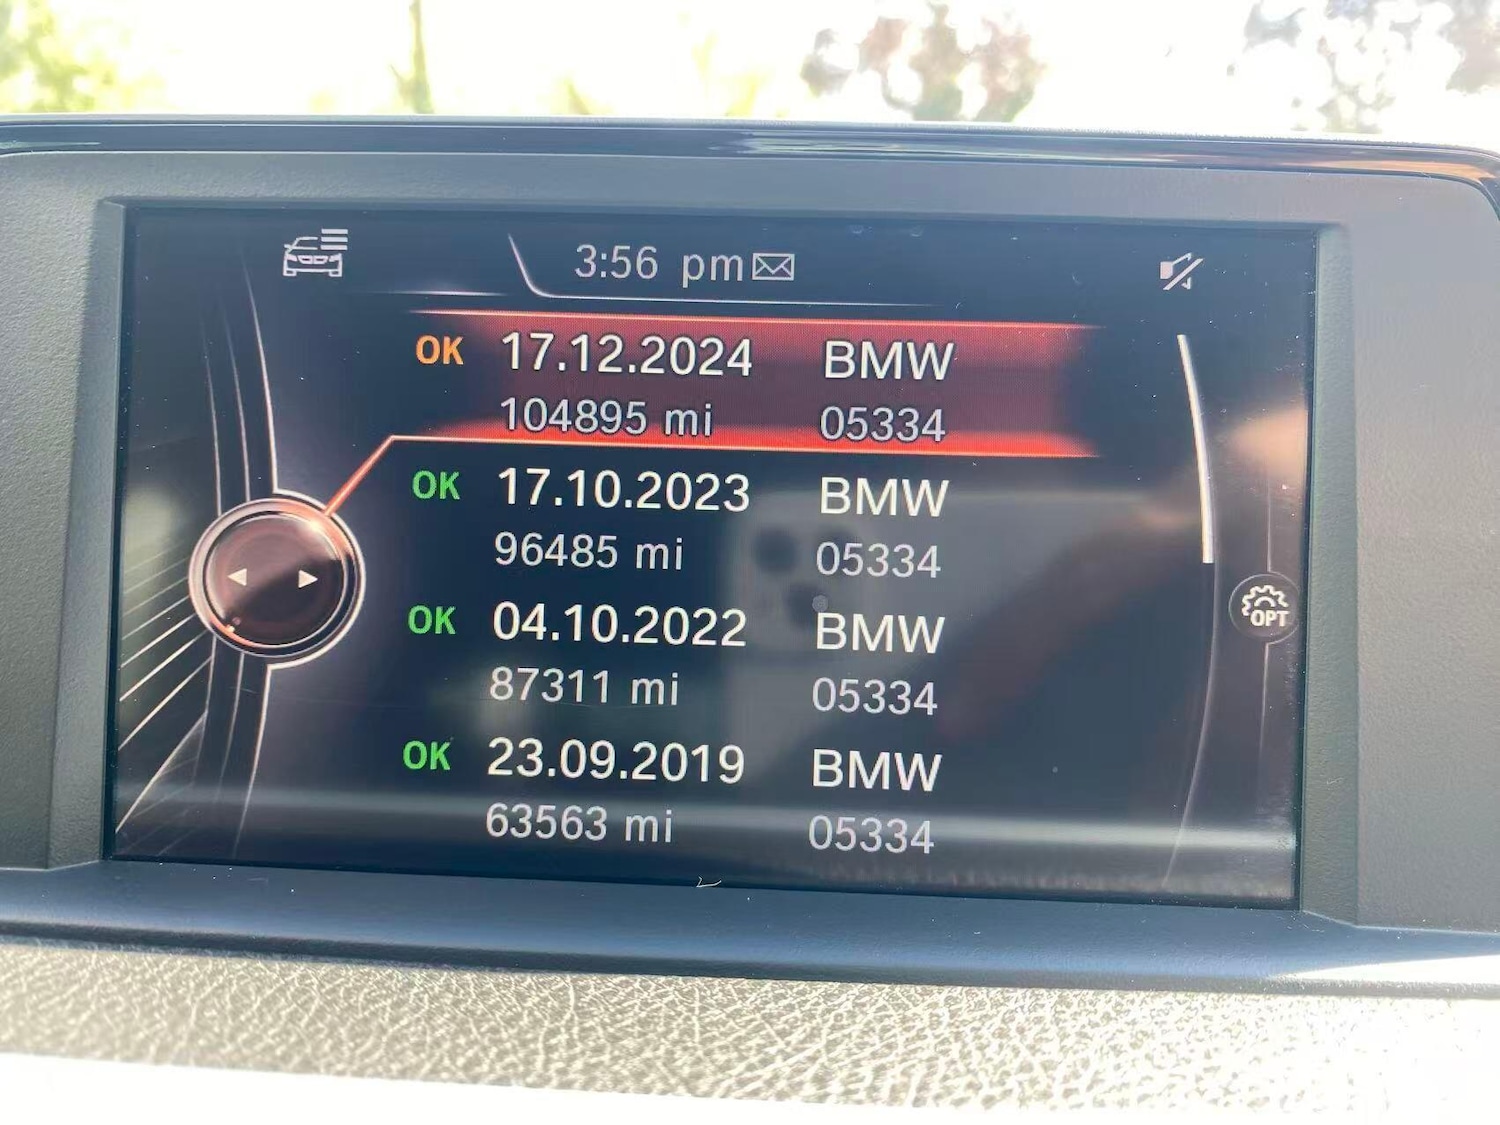 3:56 pm
OK 17.12.2024 BMW
104895 mi 05334
OK 17.10.2023 BMW
96485 mi 05334
OK 04.10.2022 BMW
87311 mi 05334
OK 23.09.2019 BMW
63563 mi 05334
OPT